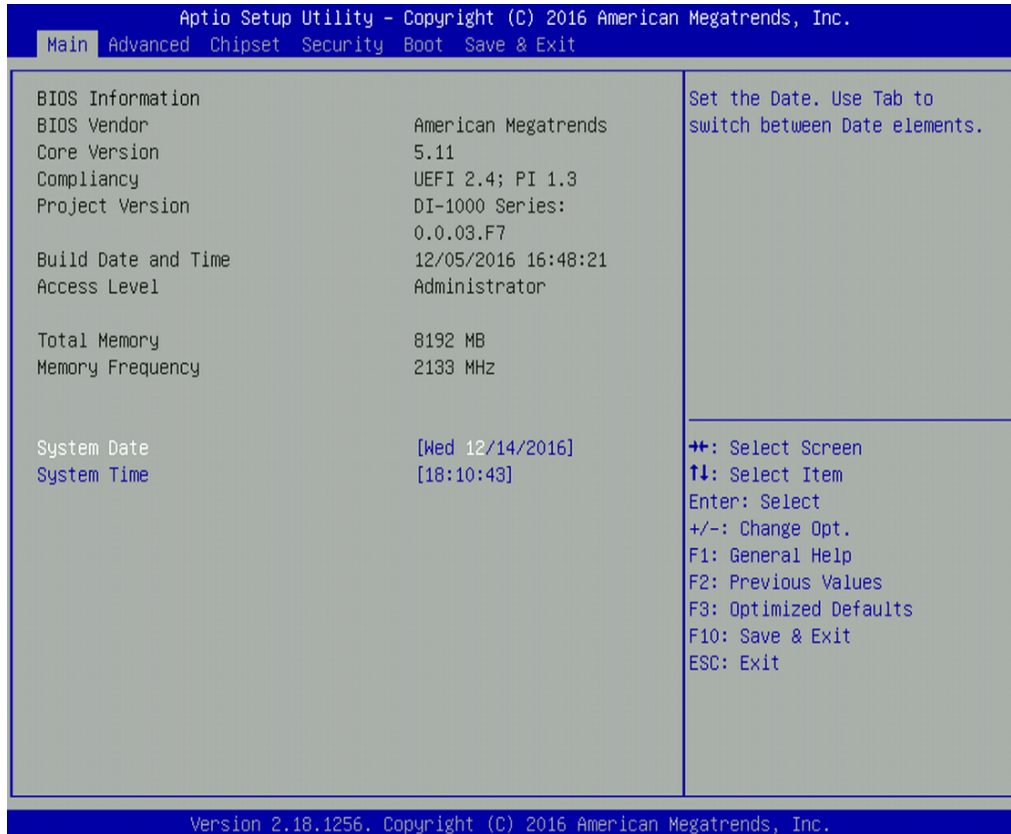 Aptio Setup Utility – Copyright (C) 2016 American Megatrends, Inc.
Main Advanced Chipset Security Boot Save & Exit
BIOS Information
BIOS Vendor American Megatrends
Core Version 5.11
Compliancy UEFI 2.4; PI 1.3
Project Version DI-1000 Series:
0.0.03.F7
Build Date and Time 12/05/2016 16:48:21
Access Level Administrator
Total Memory 8192 MB
Memory Frequency 2133 MHz
System Date [Wed 12/14/2016]
System Time [18:10:43]
Set the Date. Use Tab to
switch between Date elements.
→←: Select Screen
↑↓: Select Item
Enter: Select
+/-: Change Opt.
F1: General Help
F2: Previous Values
F3: Optimized Defaults
F10: Save & Exit
ESC: Exit
Version 2.18.1256. Copyright (C) 2016 American Megatrends, Inc.